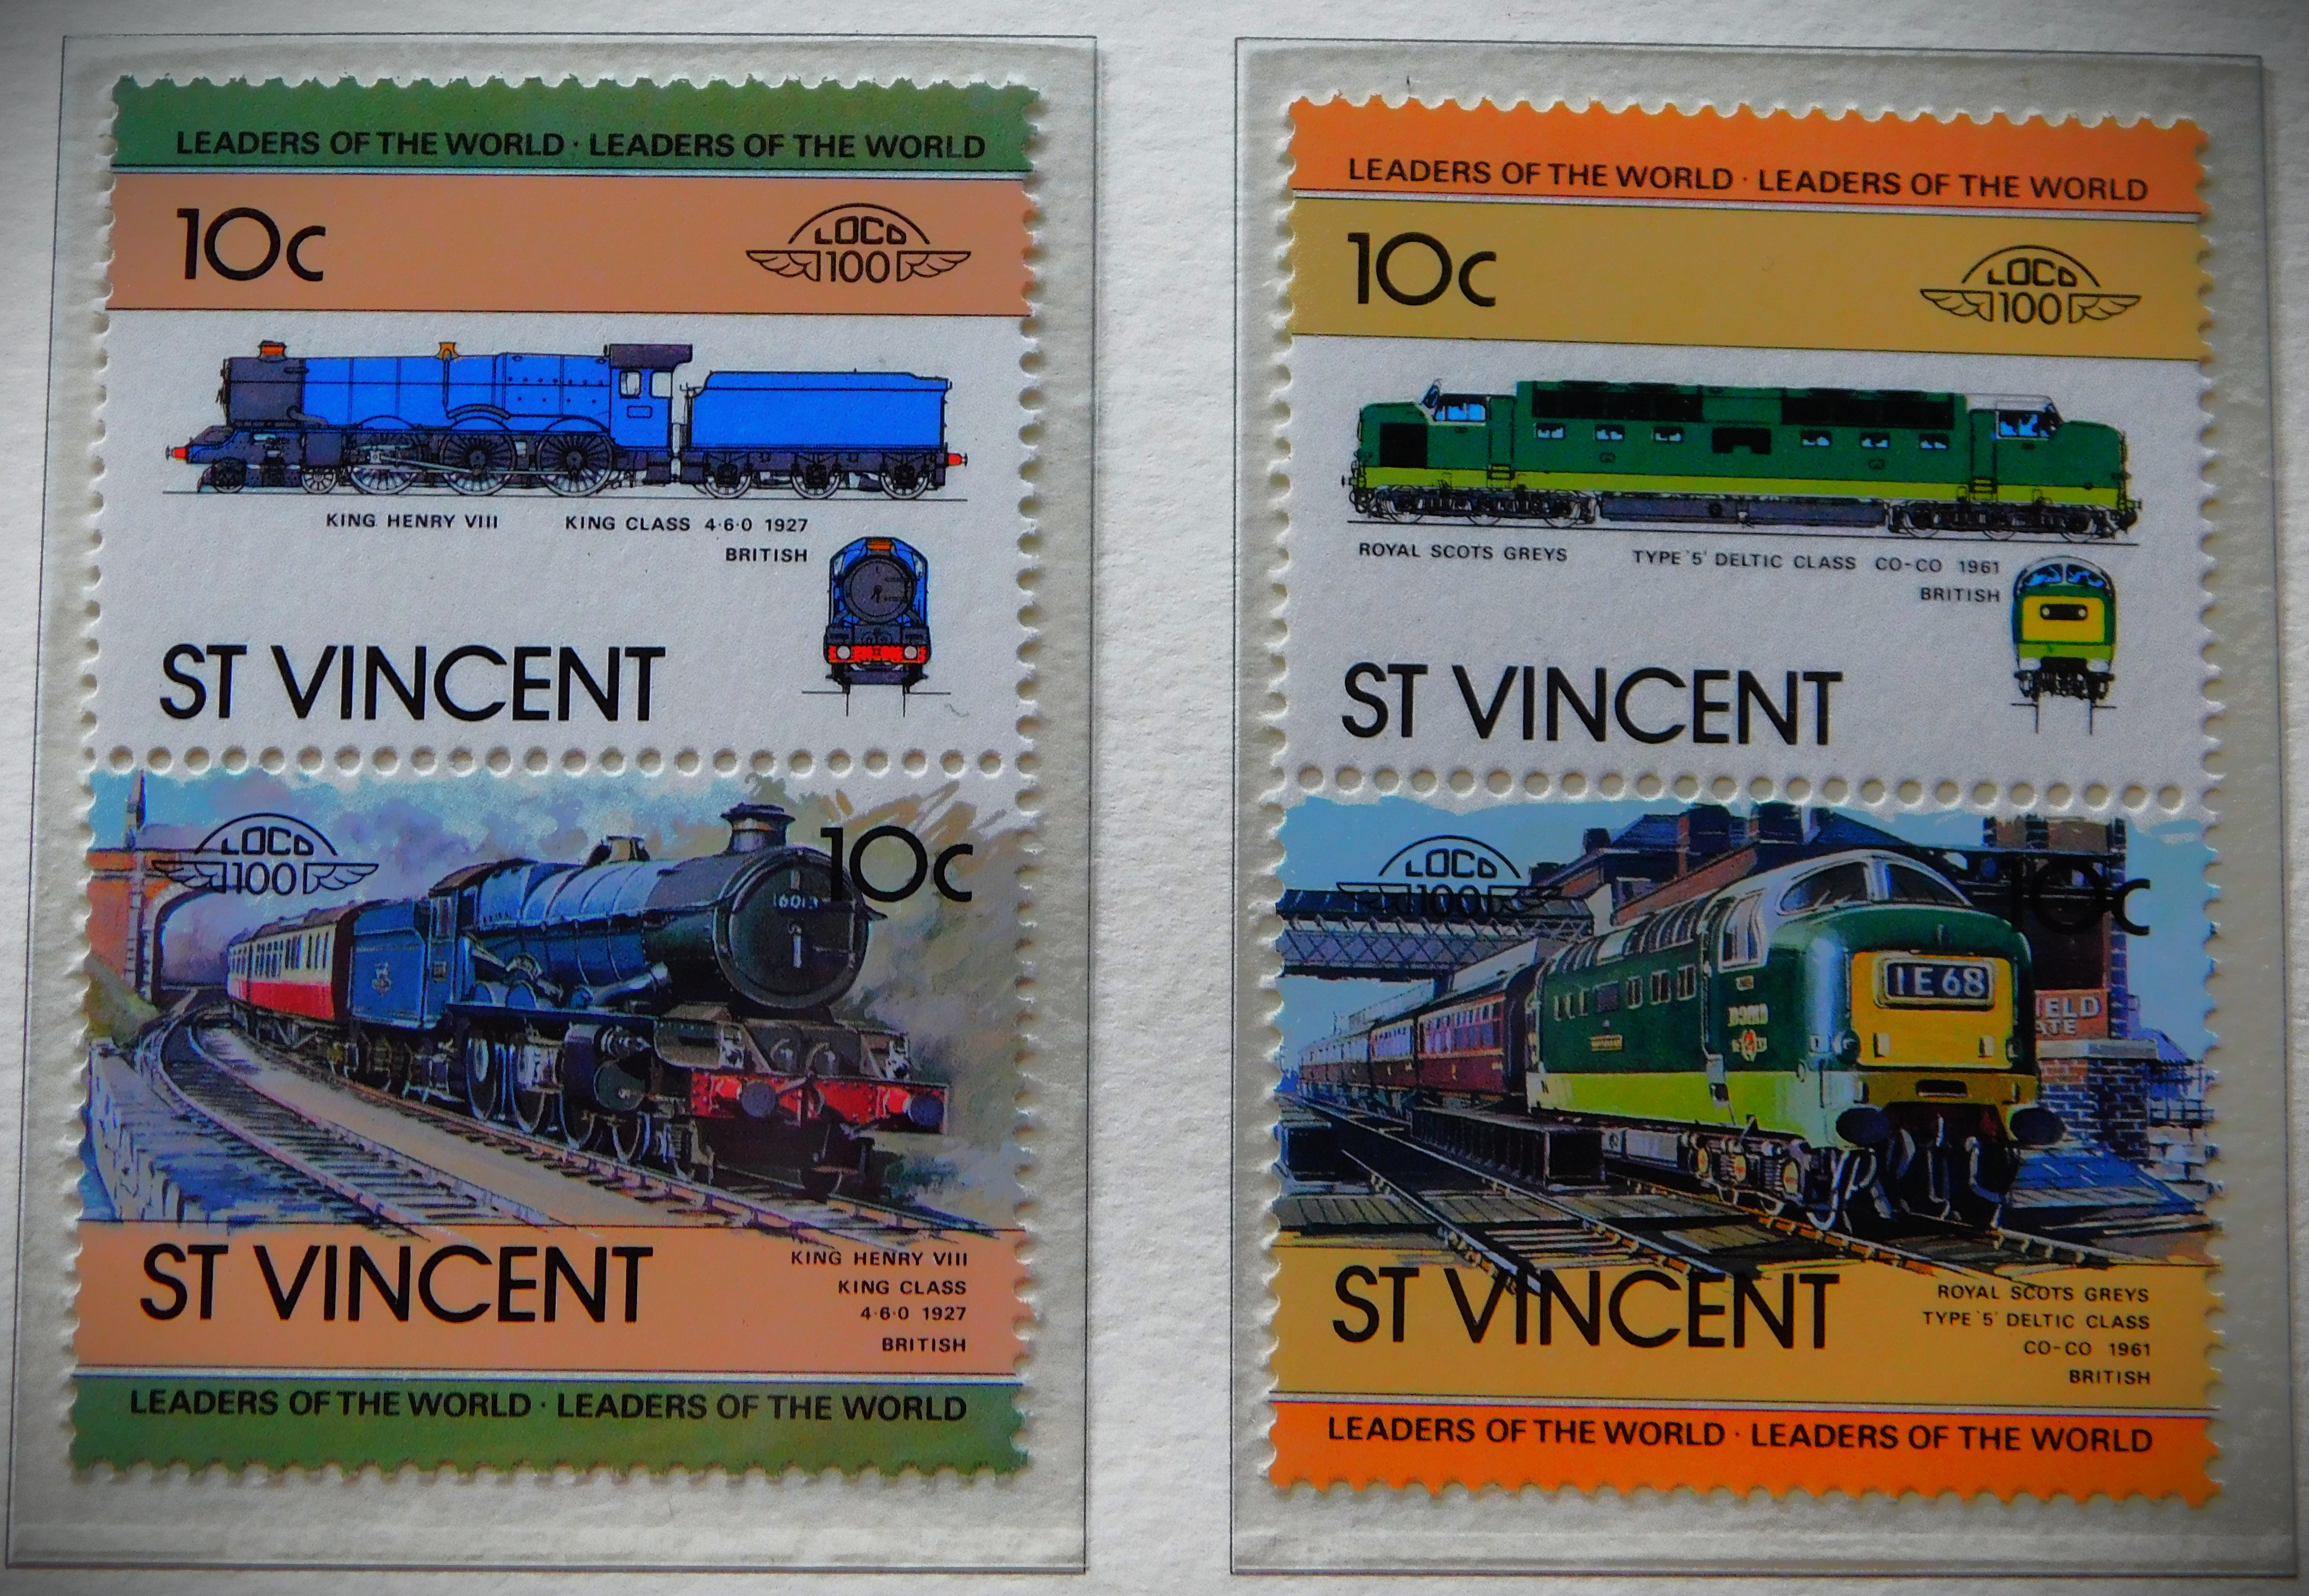 LEADERS OF THE WORLD · LEADERS OF THE WORLD
10c
LOCO
100
KING HENRY VIII KING CLASS 4·6·0 1927
BRITISH
ST VINCENT
LOCO
100
10c
16013
ST VINCENT
KING HENRY VIII
KING CLASS
4·6·0 1927
BRITISH
LEADERS OF THE WORLD · LEADERS OF THE WORLD
LEADERS OF THE WORLD · LEADERS OF THE WORLD
10c
LOCO
100
ROYAL SCOTS GREYS TYPE '5' DELTIC CLASS CO-CO 1961
BRITISH
ST VINCENT
LOCO
100
10c
1E68
IELD
ATE
ST VINCENT
ROYAL SCOTS GREYS
TYPE '5' DELTIC CLASS
CO-CO 1961
BRITISH
LEADERS OF THE WORLD · LEADERS OF THE WORLD